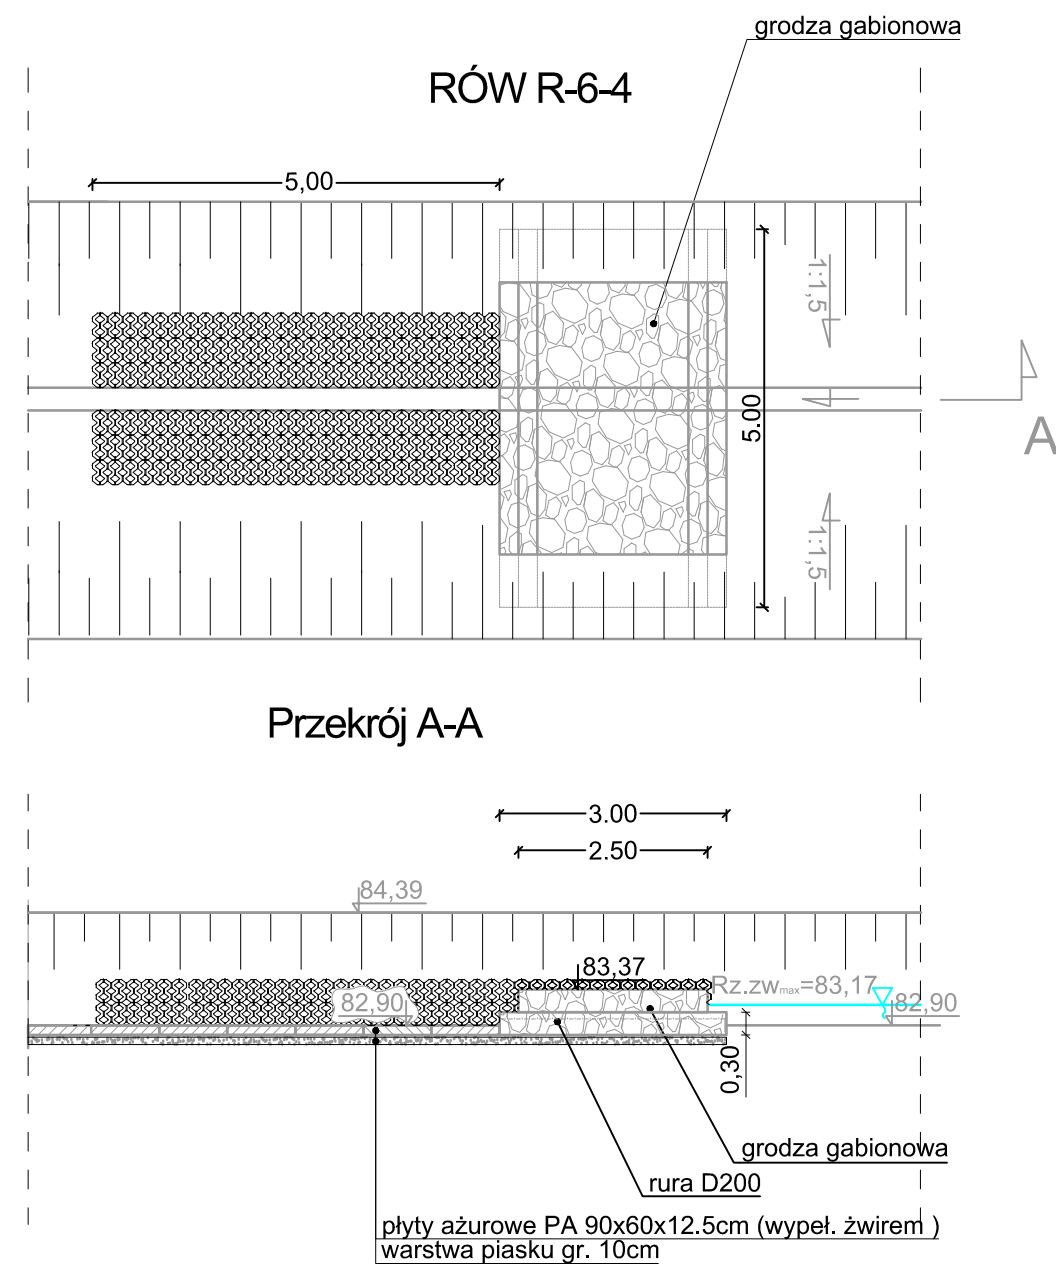 grodza gabionowa
RÓW R-6-4
5,00
1:1,5
5.00
A
1:1,5
Przekrój A-A
3.00
2.50
84,39
83,37
Rz.zwmax=83,17
82,90
82,90
0,30
grodza gabionowa
rura D200
płyty ażurowe PA 90x60x12.5cm (wypeł. żwirem )
warstwa piasku gr. 10cm